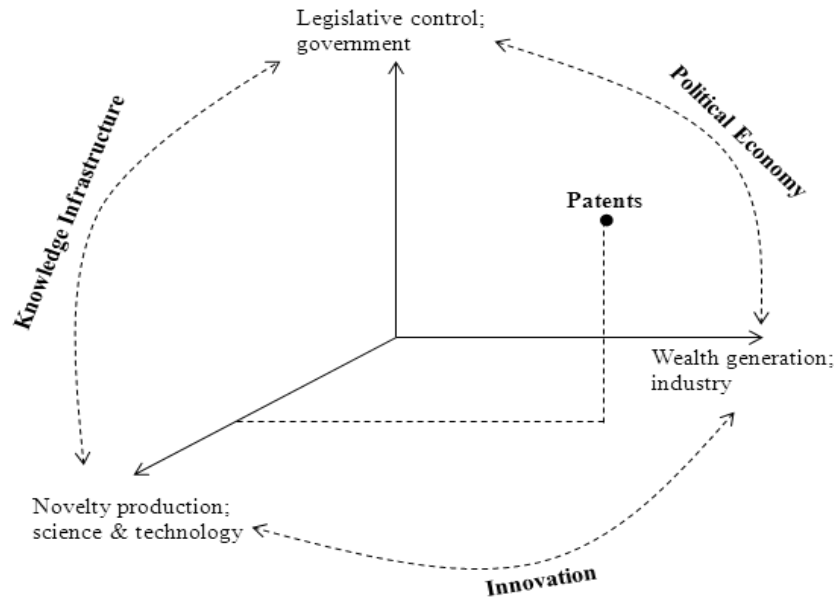 Legislative control;
government
Knowledge Infrastructure
Political Economy
Patents
Wealth generation;
industry
Novelty production;
science & technology
Innovation